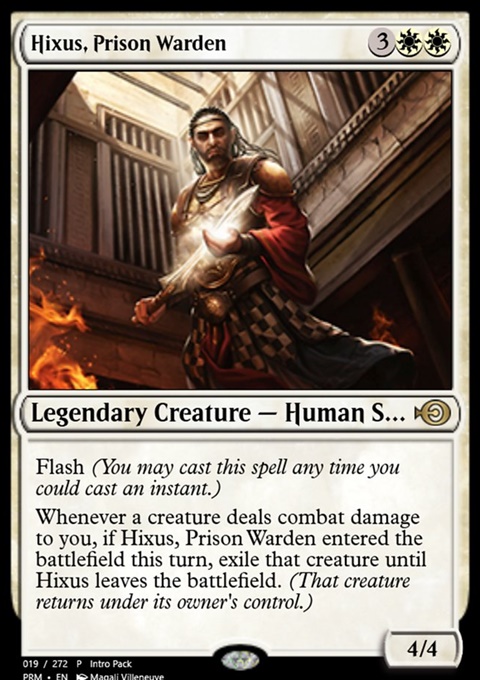 Hixus, Prison Warden 3
Legendary Creature — Human S...
Flash (You may cast this spell any time you
could cast an instant.)
Whenever a creature deals combat damage
to you, if Hixus, Prison Warden entered the
battlefield this turn, exile that creature until
Hixus leaves the battlefield. (That creature
returns under its owner's control.)
4/4
019 / 272 P Intro Pack
PRM • EN Magali Villeneuve